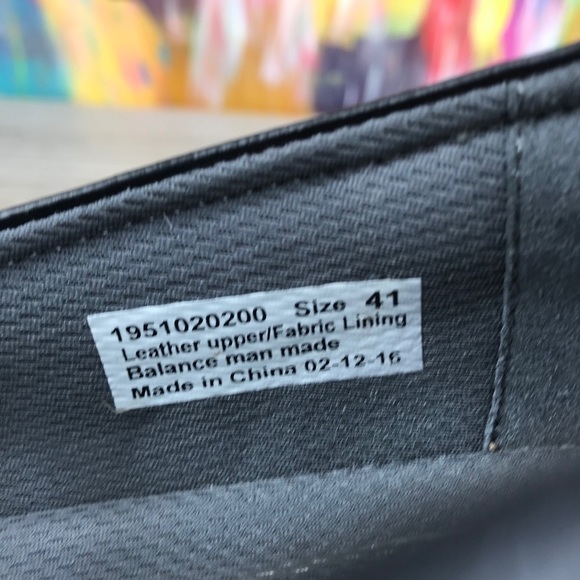 1951020200 Size 41
Leather upper/Fabric Lining
Balance man made
Made in China 02-12-16